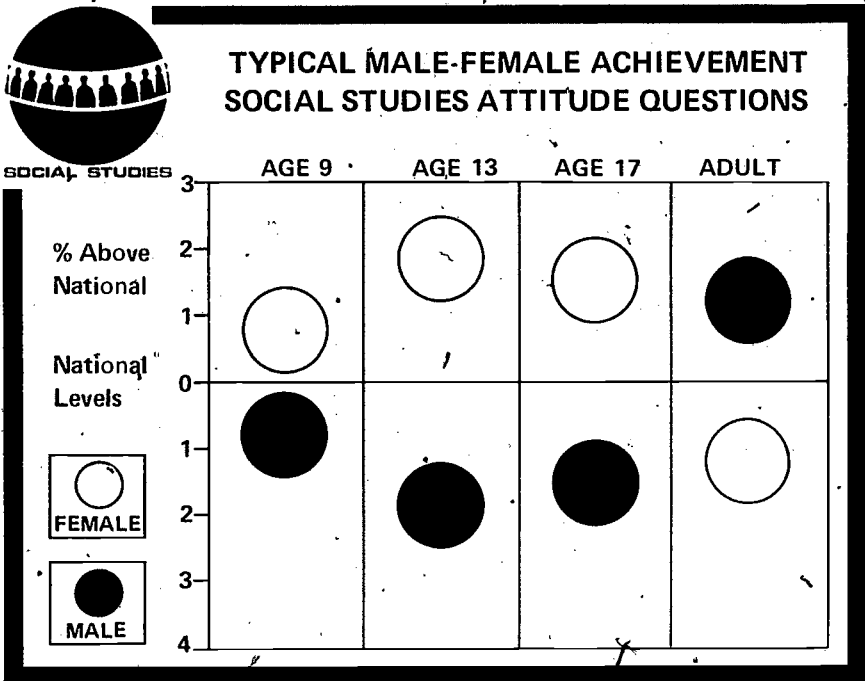 TYPICAL MALE-FEMALE ACHIEVEMENT
SOCIAL STUDIES ATTITUDE QUESTIONS
SOCIAL STUDIES
AGE 9
AGE 13
AGE 17
ADULT
3
% Above
National
2
1
National
Levels
0
1
2
3
4
FEMALE
MALE